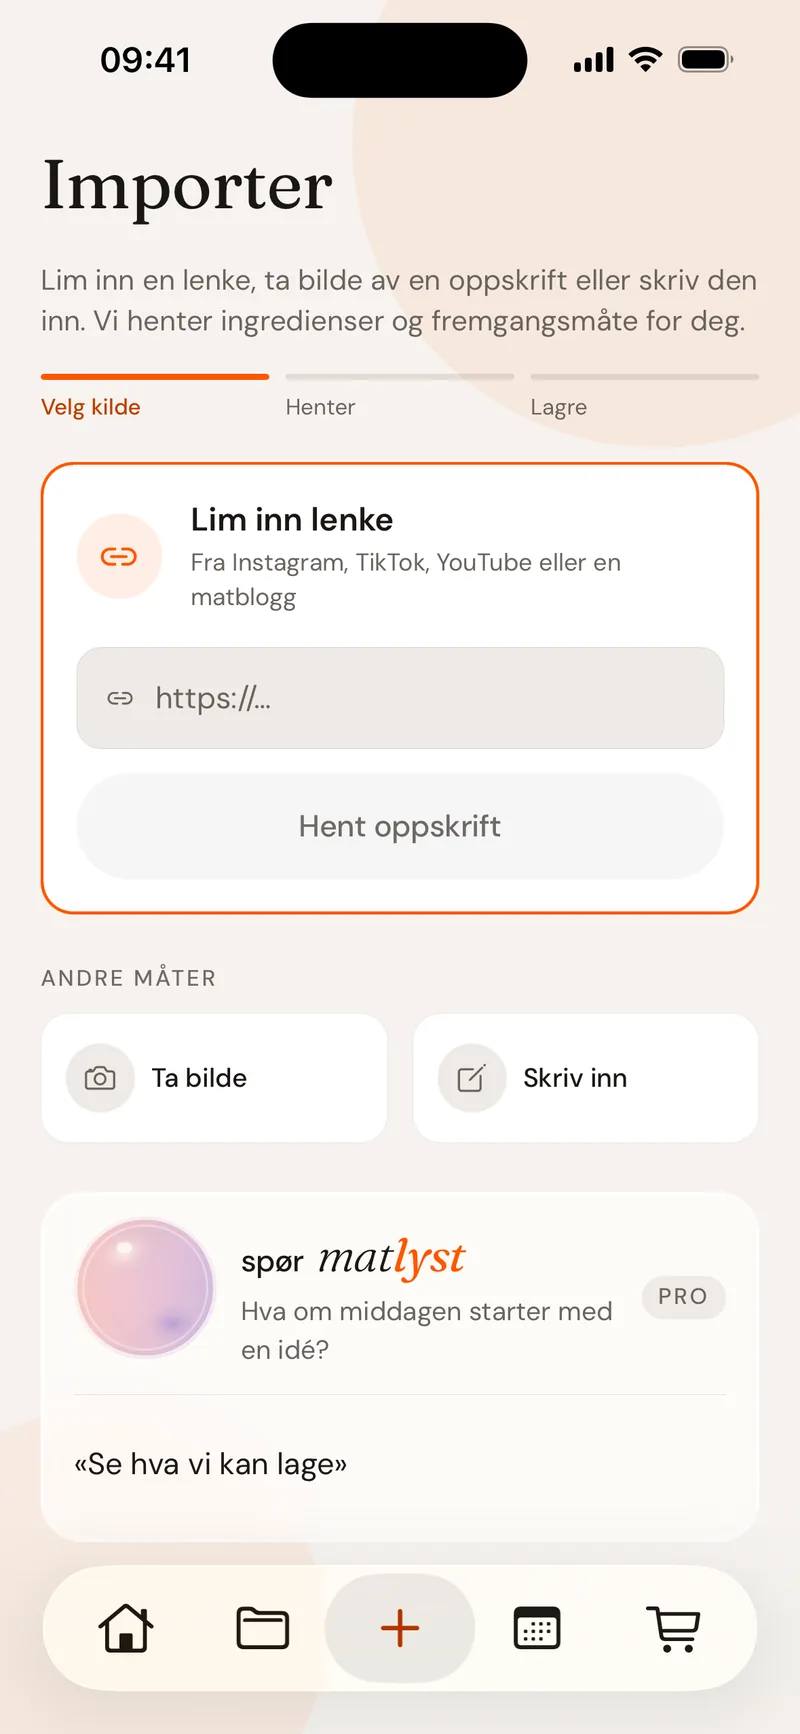 09:41
Importer
Lim inn en lenke, ta bilde av en oppskrift eller skriv den
inn. Vi henter ingredienser og fremgangsmåte for deg.
Velg kilde
Henter
Lagre
Lim inn lenke
Fra Instagram, TikTok, YouTube eller en
matblogg
https://...
Hent oppskrift
ANDRE MÅTER
Ta bilde
Skriv inn
spør matlyst
Hva om middagen starter med
en idé?
PRO
«Se hva vi kan lage»